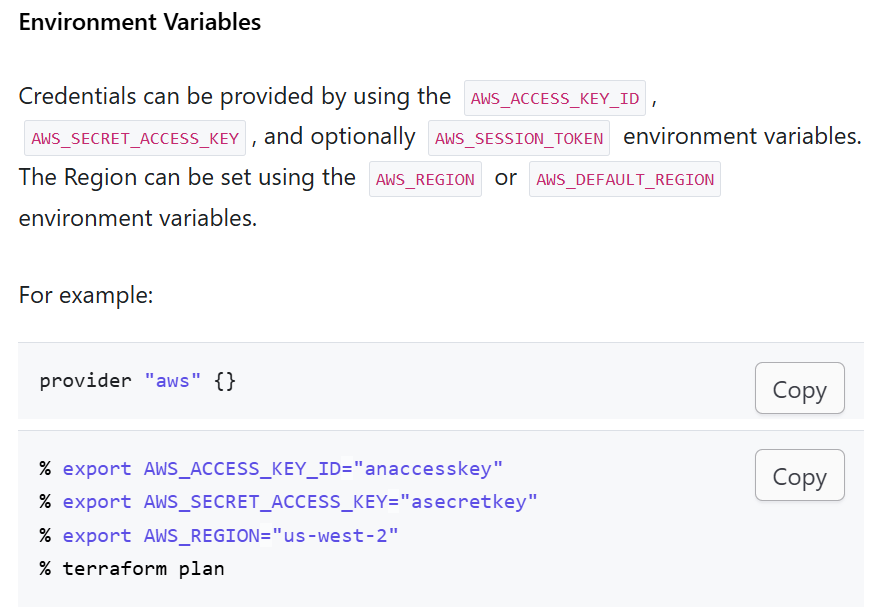 Environment Variables
Credentials can be provided by using the AWS_ACCESS_KEY_ID ,
AWS_SECRET_ACCESS_KEY , and optionally AWS_SESSION_TOKEN environment variables.
The Region can be set using the AWS_REGION or AWS_DEFAULT_REGION
environment variables.
For example:
provider "aws" {}
Copy
% export AWS_ACCESS_KEY_ID="anaccesskey"
Copy
% export AWS_SECRET_ACCESS_KEY="asecretkey"
% export AWS_REGION="us-west-2"
% terraform plan